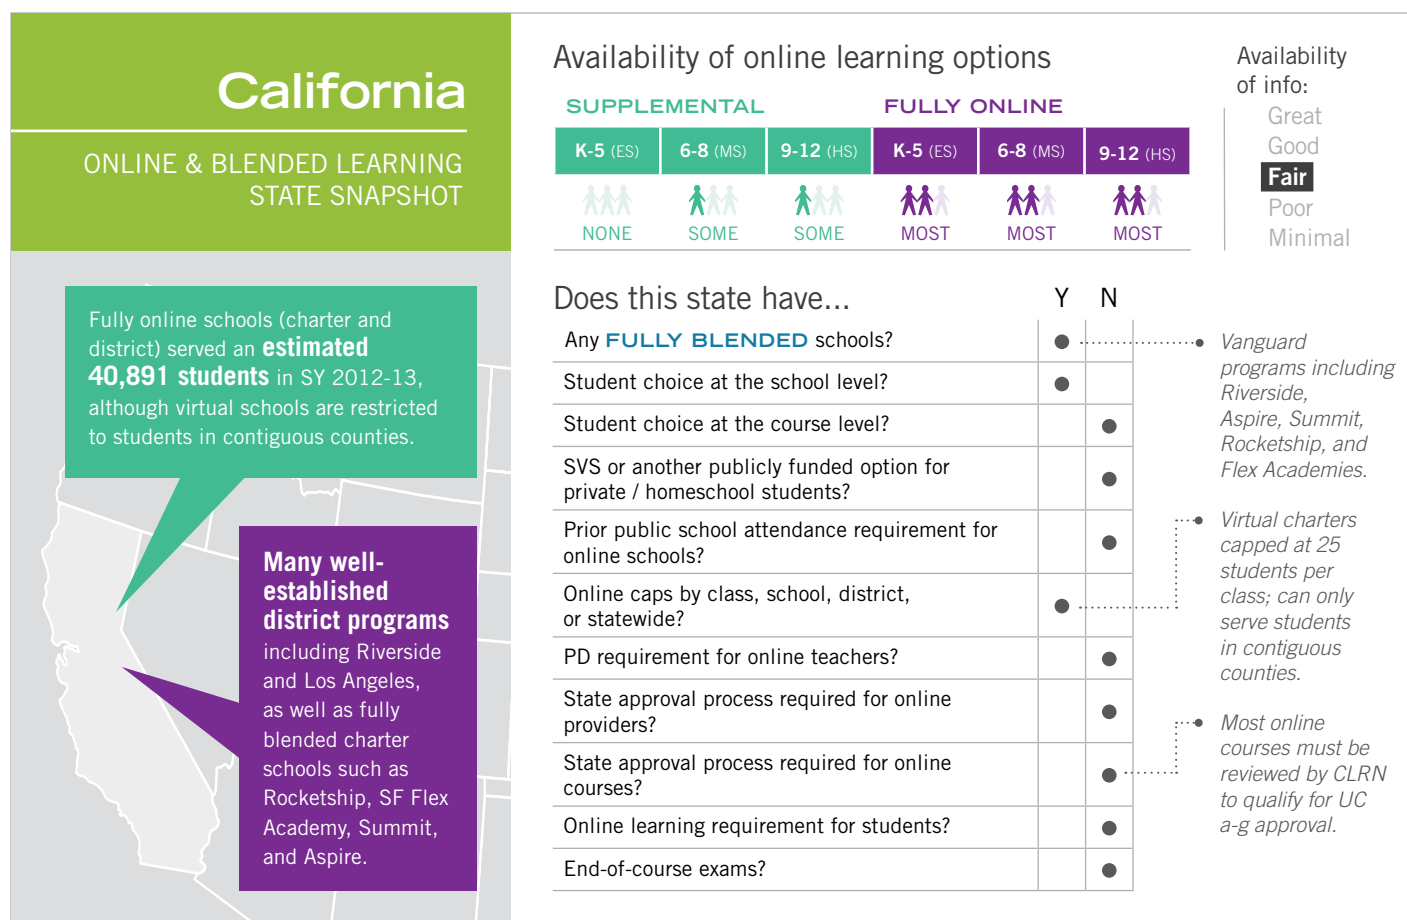 California
ONLINE & BLENDED LEARNING
STATE SNAPSHOT
Fully online schools (charter and
district) served an estimated
40,891 students in SY 2012-13,
although virtual schools are restricted
to students in contiguous counties.
Many well-
established
district programs
including Riverside
and Los Angeles,
as well as fully
blended charter
schools such as
Rocketship, SF Flex
Academy, Summit,
and Aspire.
Availability of online learning options
SUPPLEMENTAL FULLY ONLINE
K-5 (ES) 6-8 (MS) 9-12 (HS) K-5 (ES) 6-8 (MS) 9-12 (HS)
NONE SOME SOME MOST MOST MOST
Availability
of info:
Great
Good
Fair
Poor
Minimal
Does this state have... Y N
Any FULLY BLENDED schools?
Student choice at the school level?
Student choice at the course level?
SVS or another publicly funded option for
private / homeschool students?
Prior public school attendance requirement for
online schools?
Online caps by class, school, district,
or statewide?
PD requirement for online teachers?
State approval process required for online
providers?
State approval process required for online
courses?
Online learning requirement for students?
End-of-course exams?
Vanguard
programs including
Riverside,
Aspire, Summit,
Rocketship, and
Flex Academies.
Virtual charters
capped at 25
students per
class; can only
serve students
in contiguous
counties.
Most online
courses must be
reviewed by CLRN
to qualify for UC
a-g approval.